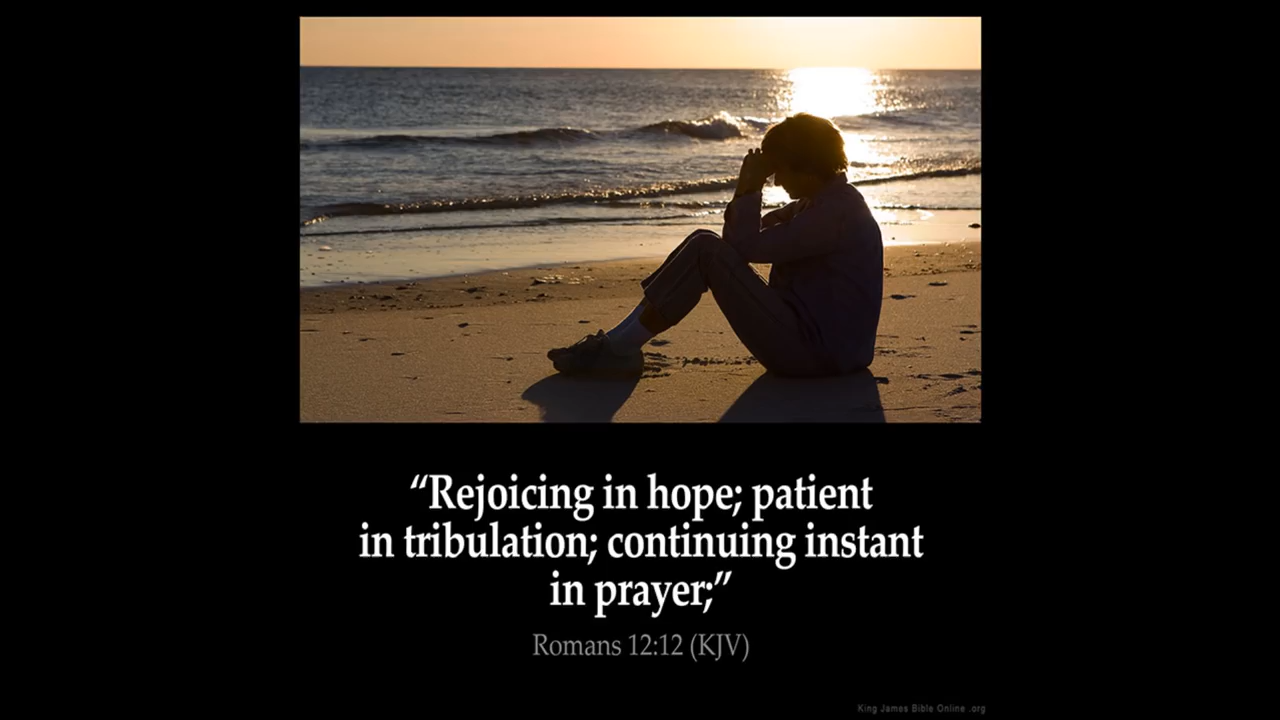 “Rejoicing in hope; patient
in tribulation; continuing instant
in prayer;”
Romans 12:12 (KJV)
King James Bible Online .org